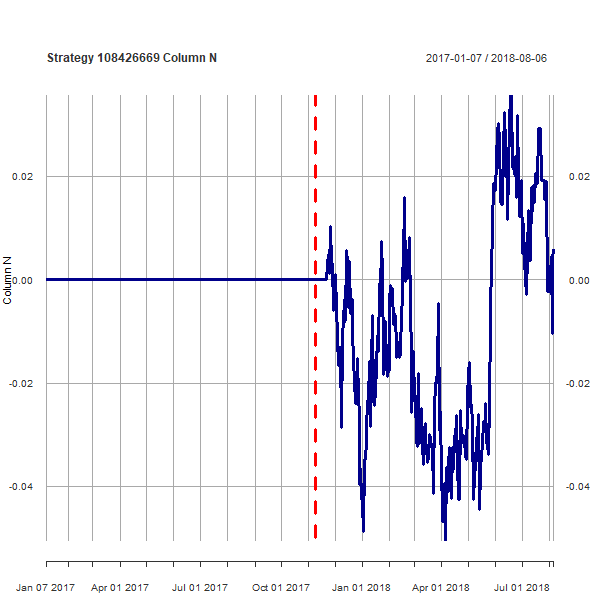 Strategy 108426669 Column N
2017-01-07 / 2018-08-06
0.02
0.02
0.00
0.00
-0.02
-0.02
-0.04
-0.04
Column N
Jan 07 2017
Apr 01 2017
Jul 01 2017
Oct 01 2017
Jan 01 2018
Apr 01 2018
Jul 01 2018